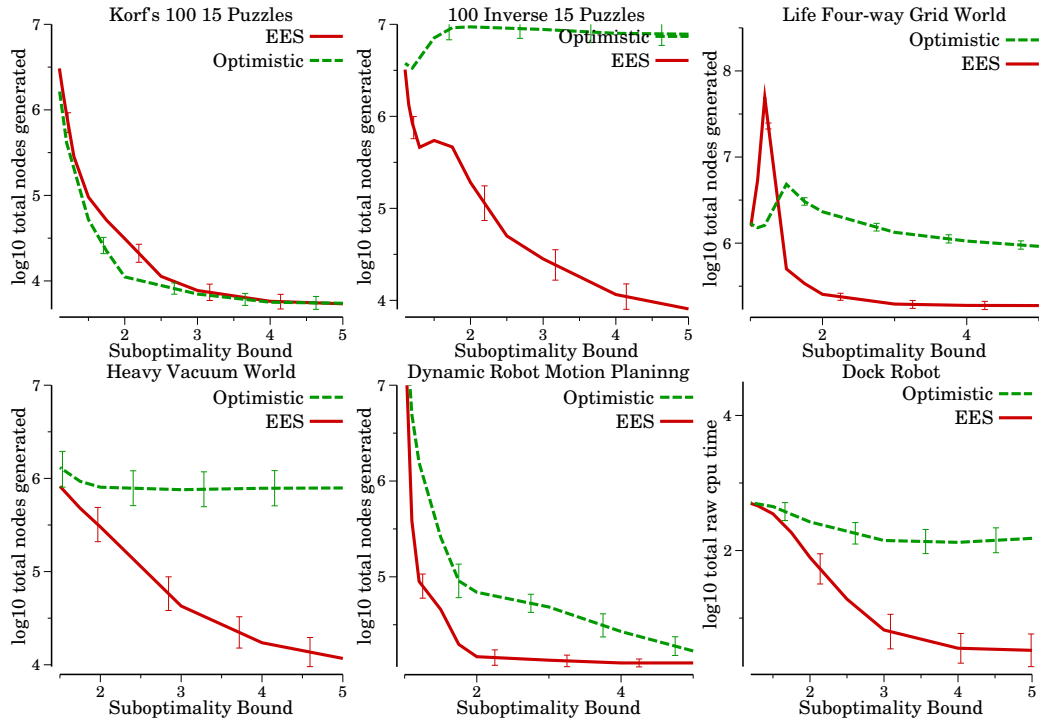 Korf's 100 15 Puzzles
EES
Optimistic
log10 total nodes generated
7
6
5
4
2
3
4
5
Suboptimality Bound
100 Inverse 15 Puzzles
Optimistic
EES
log10 total nodes generated
7
6
5
4
2
3
4
5
Suboptimality Bound
Life Four-way Grid World
Optimistic
EES
log10 total nodes generated
8
7
6
2
4
Suboptimality Bound
Heavy Vacuum World
Optimistic
EES
log10 total nodes generated
7
6
5
4
2
3
4
5
Suboptimality Bound
Dynamic Robot Motion Planinng
Optimistic
EES
log10 total nodes generated
7
6
5
2
4
Suboptimality Bound
Dock Robot
Optimistic
EES
log10 total raw cpu time
4
2
2
3
4
5
Suboptimality Bound